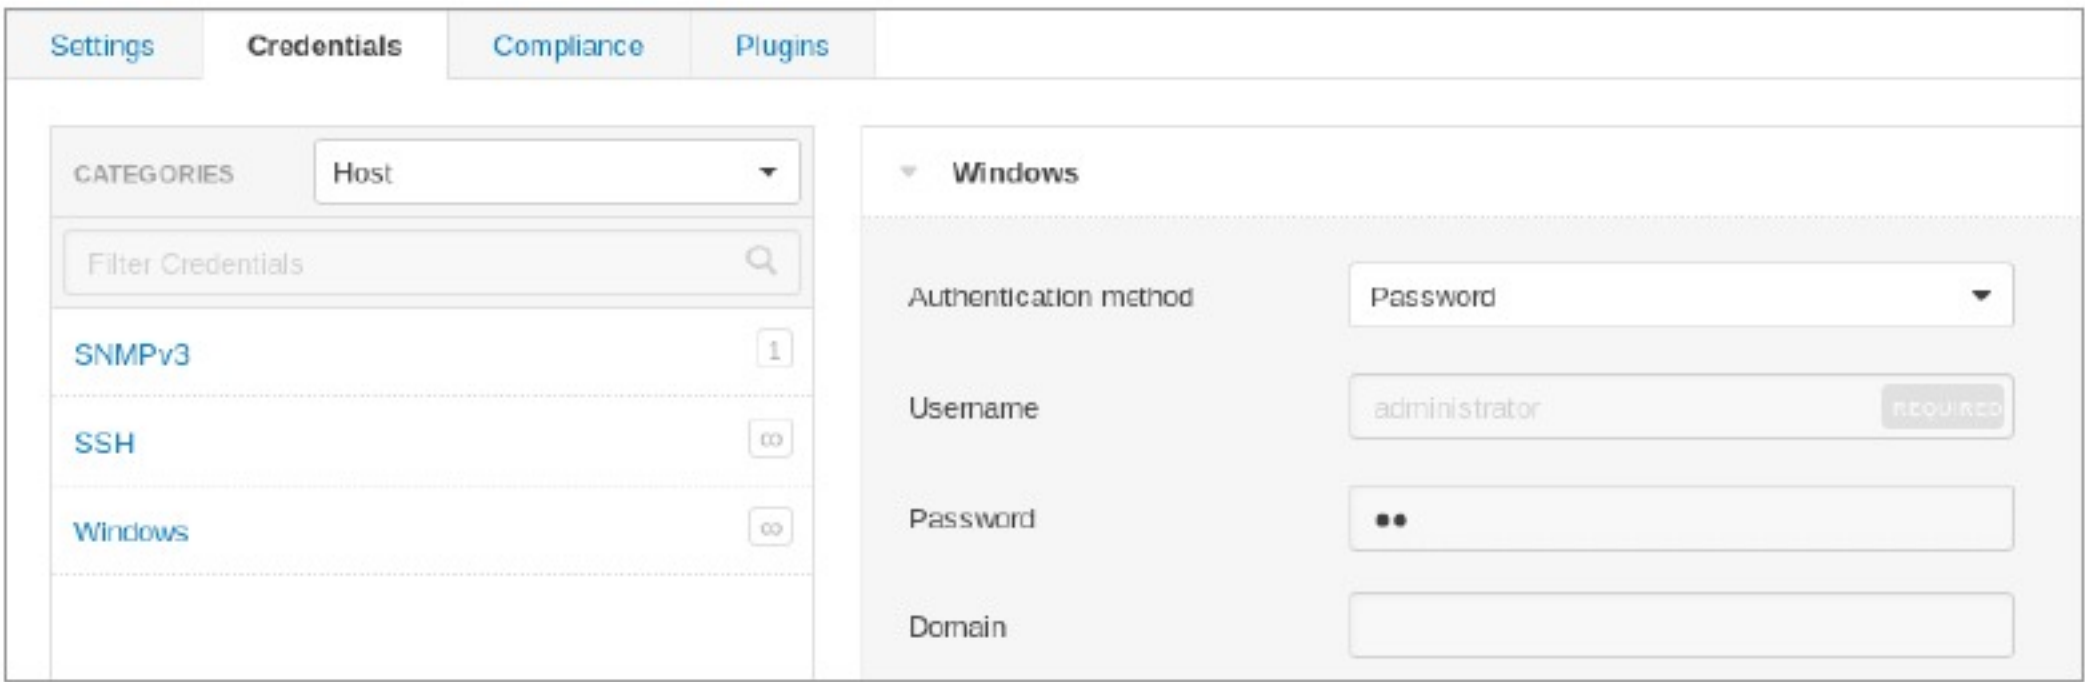 Settings Credentials Compliance Plugins
CATEGORIES Host
Filter Credentials
SNMPv3 1
SSH ∞
Windows ∞
Windows
Authentication method Password
Username administrator REQUIRED
Password ●●
Domain